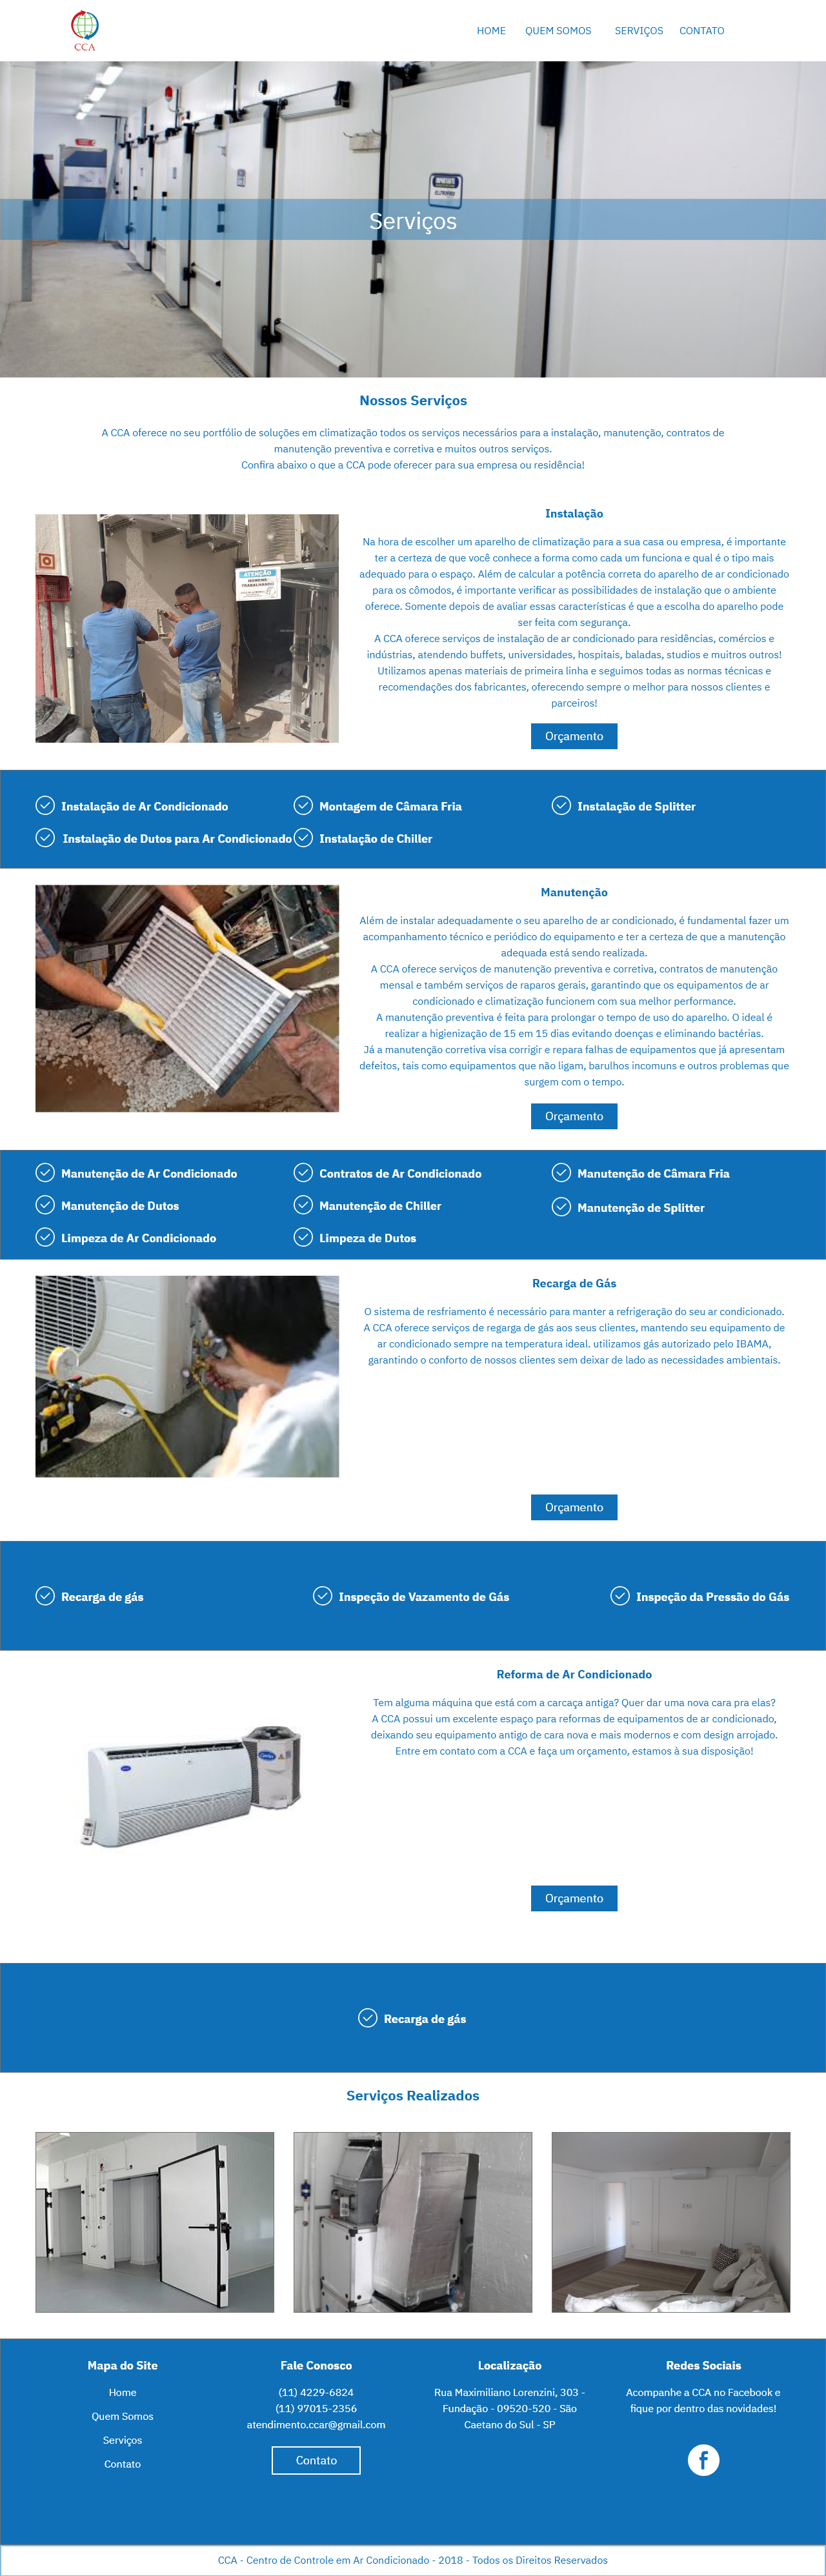 CCA
HOME QUEM SOMOS SERVIÇOS CONTATO
Serviços
Nossos Serviços
A CCA oferece no seu portfólio de soluções em climatização todos os serviços necessários para a instalação, manutenção, contratos de
manutenção preventiva e corretiva e muitos outros serviços.
Confira abaixo o que a CCA pode oferecer para sua empresa ou residência!
ATENÇÃO
HOMENS
TRABALHANDO
Instalação
Na hora de escolher um aparelho de climatização para a sua casa ou empresa, é importante
ter a certeza de que você conhece a forma como cada um funciona e qual é o tipo mais
adequado para o espaço. Além de calcular a potência correta do aparelho de ar condicionado
para os cômodos, é importante verificar as possibilidades de instalação que o ambiente
oferece. Somente depois de avaliar essas características é que a escolha do aparelho pode
ser feita com segurança.
A CCA oferece serviços de instalação de ar condicionado para residências, comércios e
indústrias, atendendo buffets, universidades, hospitais, baladas, studios e muitros outros!
Utilizamos apenas materiais de primeira linha e seguimos todas as normas técnicas e
recomendações dos fabricantes, oferecendo sempre o melhor para nossos clientes e
parceiros!
Orçamento
Instalação de Ar Condicionado
Montagem de Câmara Fria
Instalação de Splitter
Instalação de Dutos para Ar Condicionado
Instalação de Chiller
Manutenção
Além de instalar adequadamente o seu aparelho de ar condicionado, é fundamental fazer um
acompanhamento técnico e periódico do equipamento e ter a certeza de que a manutenção
adequada está sendo realizada.
A CCA oferece serviços de manutenção preventiva e corretiva, contratos de manutenção
mensal e também serviços de raparos gerais, garantindo que os equipamentos de ar
condicionado e climatização funcionem com sua melhor performance.
A manutenção preventiva é feita para prolongar o tempo de uso do aparelho. O ideal é
realizar a higienização de 15 em 15 dias evitando doenças e eliminando bactérias.
Já a manutenção corretiva visa corrigir e repara falhas de equipamentos que já apresentam
defeitos, tais como equipamentos que não ligam, barulhos incomuns e outros problemas que
surgem com o tempo.
Orçamento
Manutenção de Ar Condicionado
Contratos de Ar Condicionado
Manutenção de Câmara Fria
Manutenção de Dutos
Manutenção de Chiller
Manutenção de Splitter
Limpeza de Ar Condicionado
Limpeza de Dutos
Recarga de Gás
O sistema de resfriamento é necessário para manter a refrigeração do seu ar condicionado.
A CCA oferece serviços de regarga de gás aos seus clientes, mantendo seu equipamento de
ar condicionado sempre na temperatura ideal. utilizamos gás autorizado pelo IBAMA,
garantindo o conforto de nossos clientes sem deixar de lado as necessidades ambientais.
Orçamento
Recarga de gás
Inspeção de Vazamento de Gás
Inspeção da Pressão do Gás
Reforma de Ar Condicionado
Tem alguma máquina que está com a carcaça antiga? Quer dar uma nova cara pra elas?
A CCA possui um excelente espaço para reformas de equipamentos de ar condicionado,
deixando seu equipamento antigo de cara nova e mais modernos e com design arrojado.
Entre em contato com a CCA e faça um orçamento, estamos à sua disposição!
Orçamento
Recarga de gás
Serviços Realizados
Mapa do Site
Home
Quem Somos
Serviços
Contato
Fale Conosco
(11) 4229-6824
(11) 97015-2356
atendimento.ccar@gmail.com
Contato
Localização
Rua Maximiliano Lorenzini, 303 -
Fundação - 09520-520 - São
Caetano do Sul - SP
Redes Sociais
Acompanhe a CCA no Facebook e
fique por dentro das novidades!
CCA - Centro de Controle em Ar Condicionado - 2018 - Todos os Direitos Reservados